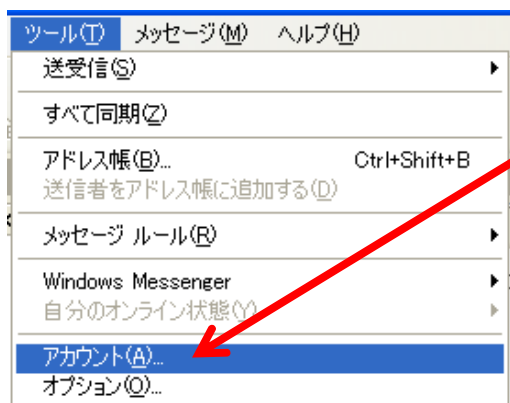 ツール(T) メッセージ(M) ヘルプ(H)
送受信(S)
すべて同期(Z)
アドレス帳(B)... Ctrl+Shift+B
送信者をアドレス帳に追加する(D)
メッセージ ルール(R)
Windows Messenger
自分のオンライン状態(Y)
アカウント(A)...
オプション(O)...